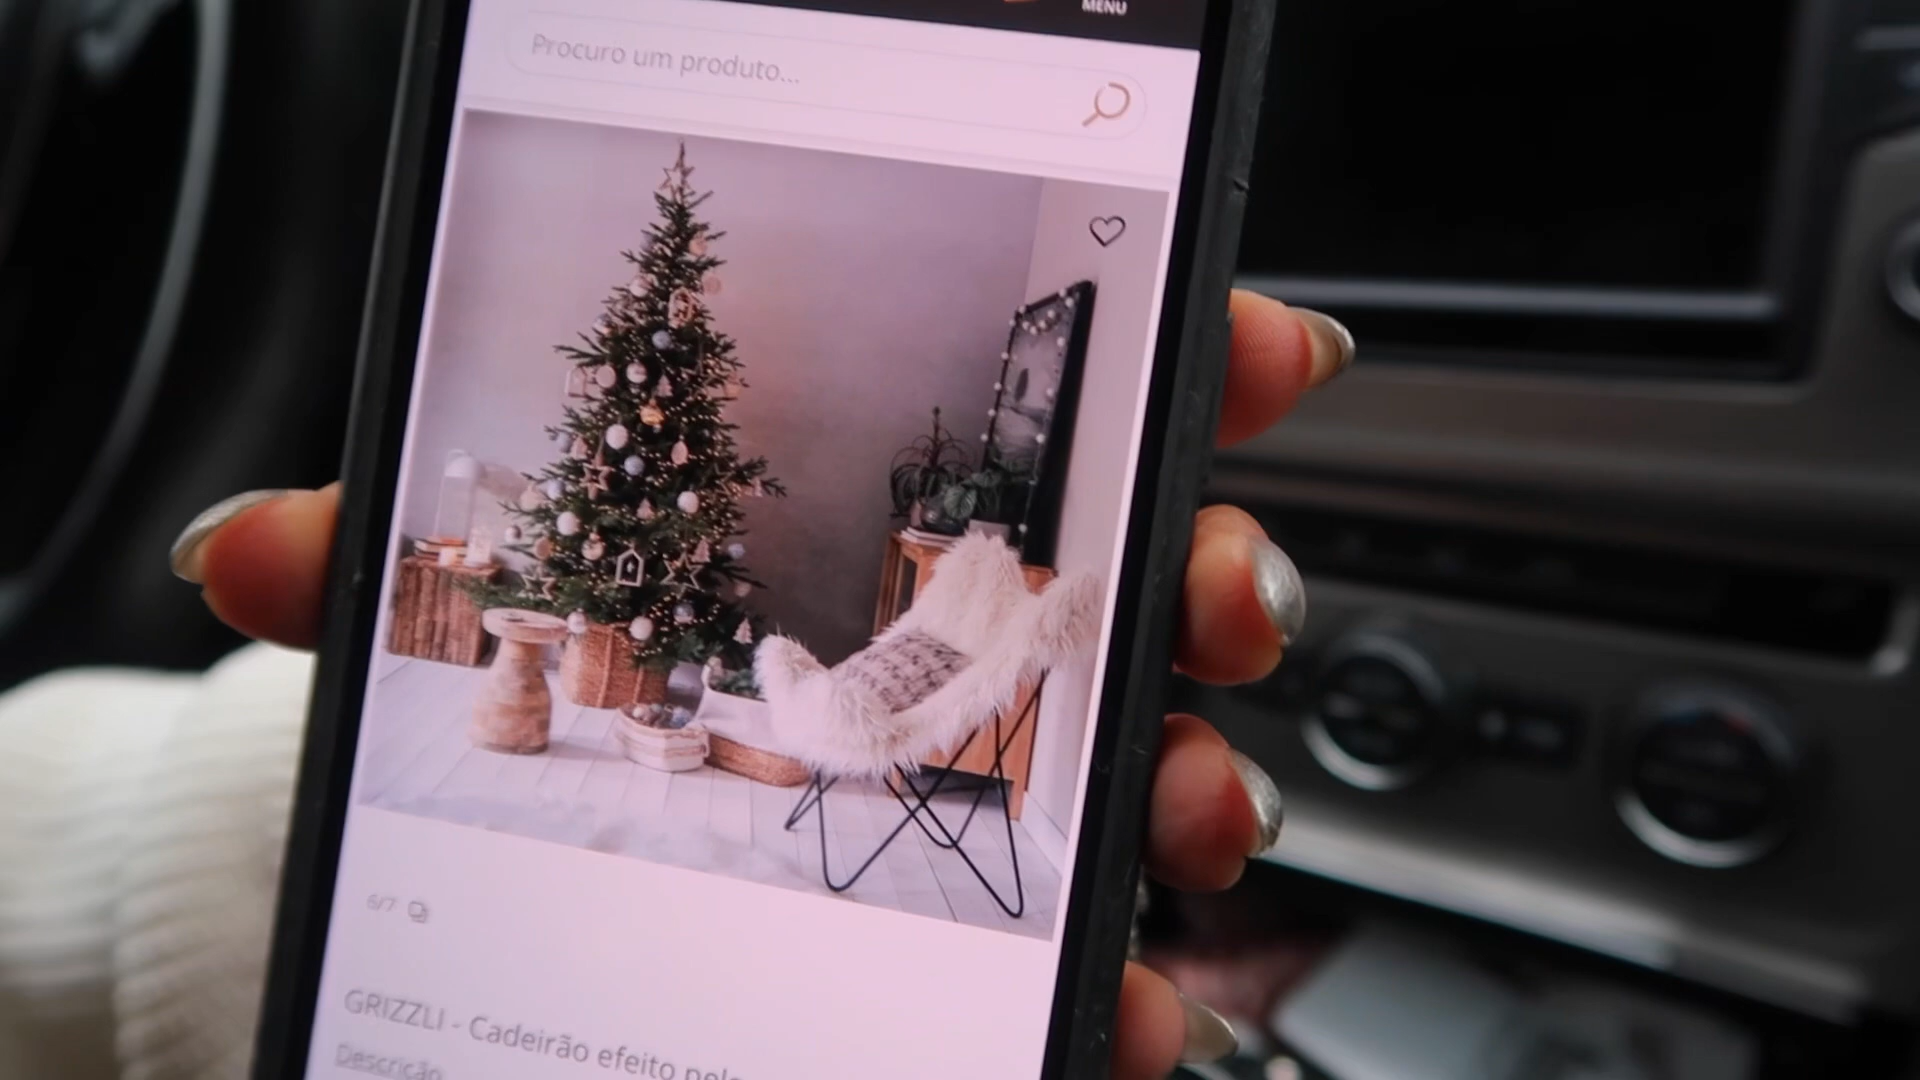 MENU
Procuro um produto...
6/7
GRIZZLI - Cadeirão efeito
Descrição